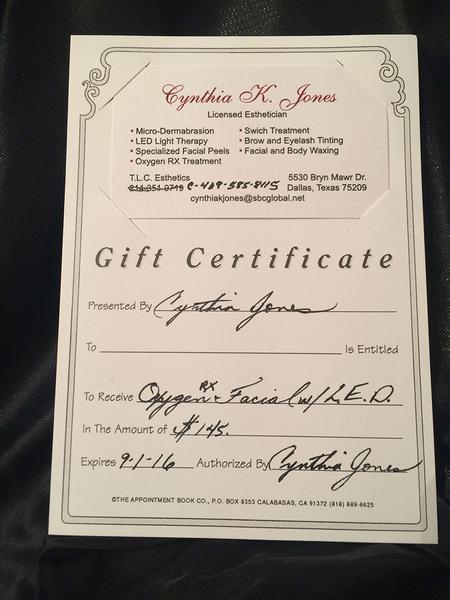 Cynthia K. Jones
Licensed Esthetician
• Micro-Dermabrasion
• LED Light Therapy
• Specialized Facial Peels
• Oxygen RX Treatment
• Swich Treatment
• Brow and Eyelash Tinting
• Facial and Body Waxing
T.L.C. Esthetics
214-351-9719 C-469-585-8115
5530 Bryn Mawr Dr.
Dallas, Texas 75209
cynthiakjones@sbcglobal.net
Gift Certificate
Presented By Cynthia Jones
To Is Entitled
To Receive Oxygen RX Facial w/ L.E.D.
In The Amount of $145.
Expires 9-1-16 Authorized By Cynthia Jones
©THE APPOINTMENT BOOK CO., P.O. BOX 8353 CALABASAS, CA 91372 (818) 889-6625